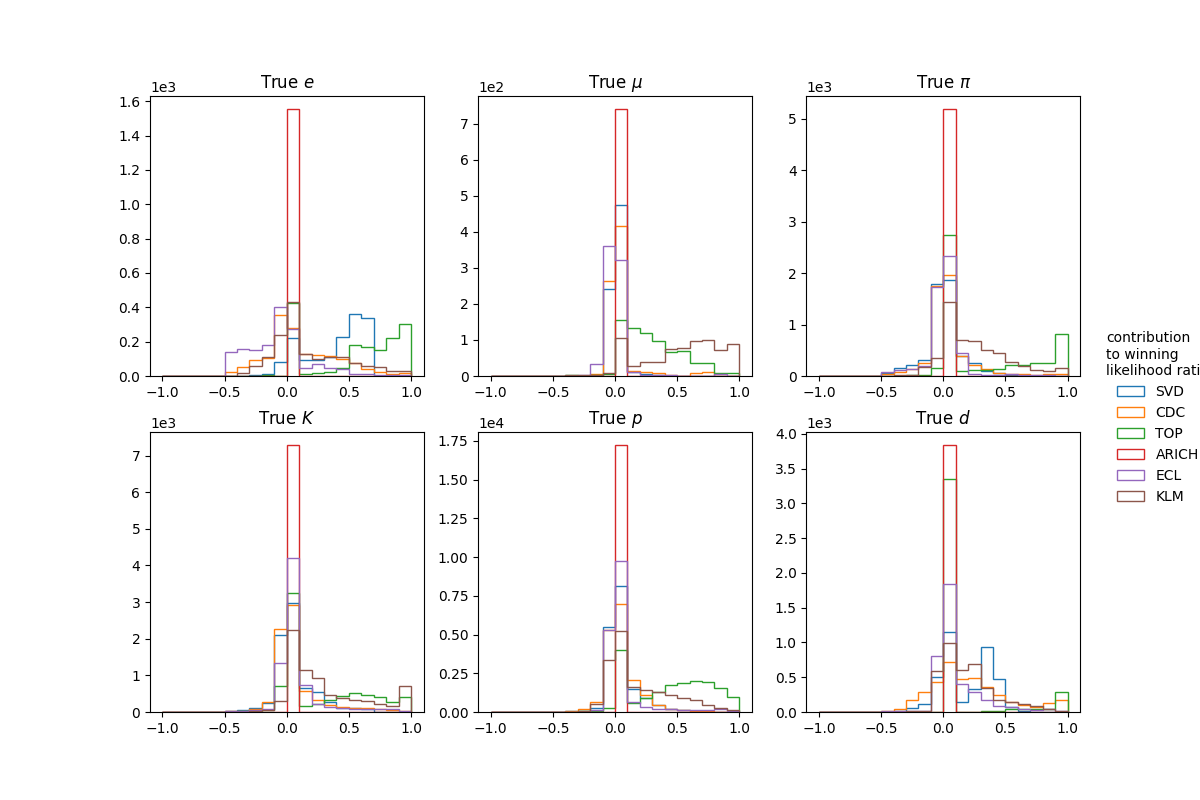 True e
True μ
True π
1e3
1e2
1e3
1.6
1.4
1.2
1.0
0.8
0.6
0.4
0.2
0.0
−1.0 −0.5 0.0 0.5 1.0
7
6
5
4
3
2
1
0
−1.0 −0.5 0.0 0.5 1.0
5
4
3
2
1
0
−1.0 −0.5 0.0 0.5 1.0
True K
True p
True d
1e3
1e4
1e3
7
6
5
4
3
2
1
0
−1.0 −0.5 0.0 0.5 1.0
1.75
1.50
1.25
1.00
0.75
0.50
0.25
0.00
−1.0 −0.5 0.0 0.5 1.0
4.0
3.5
3.0
2.5
2.0
1.5
1.0
0.5
0.0
−1.0 −0.5 0.0 0.5 1.0
contribution
to winning
likelihood rati
SVD
CDC
TOP
ARICH
ECL
KLM